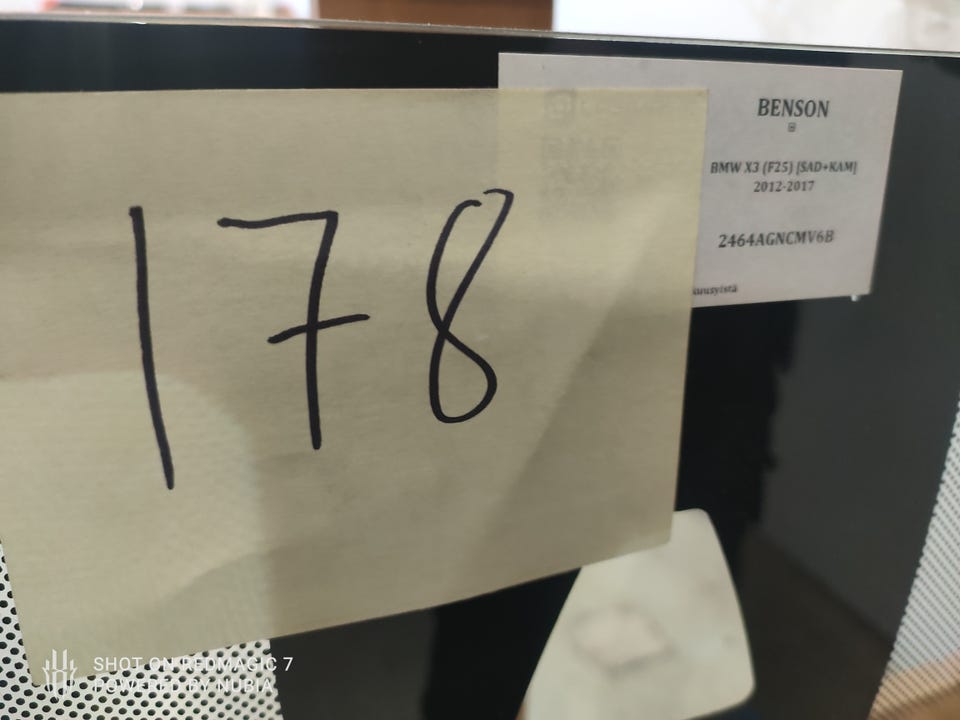 178
BENSON
BMW X3 (F25) [SAD+KAM]
2012-2017
2464AGNCMV6B
SHOT ON REDMAGIC 7
POWERED BY NUBIA